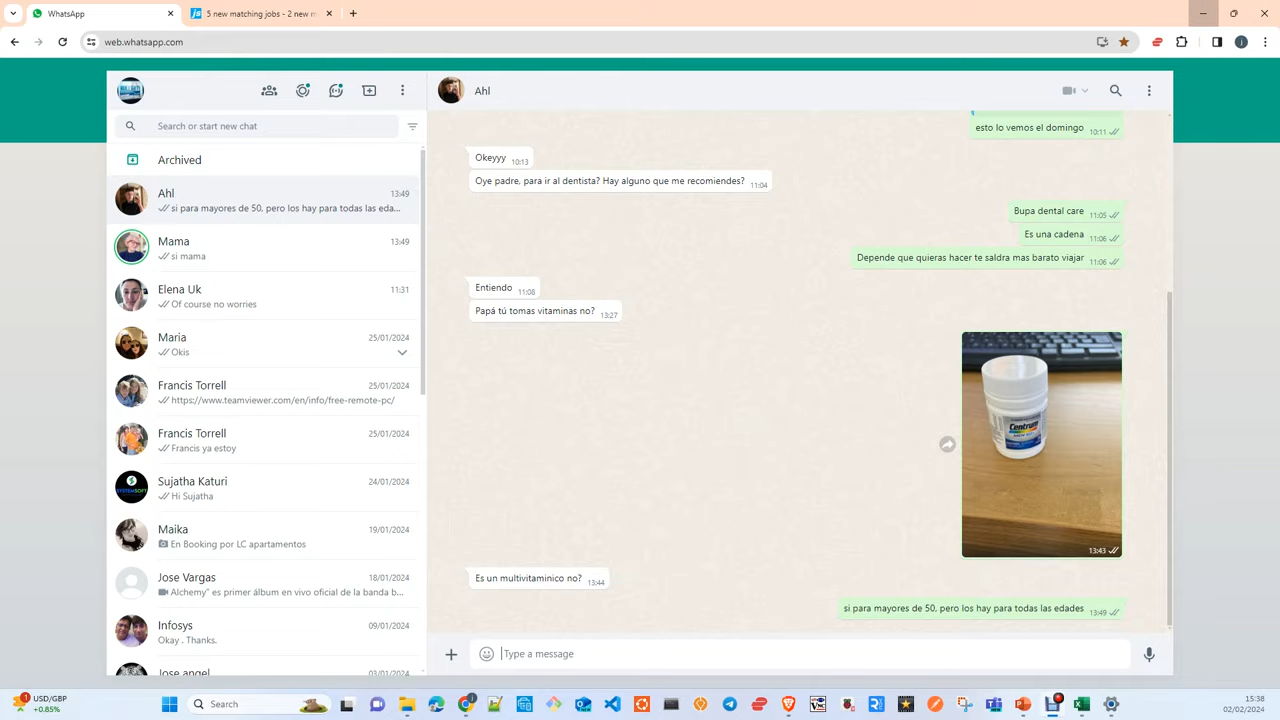 WhatsApp
5 new matching jobs - 2 new m
web.whatsapp.com
Search or start new chat
Archived
Ahl 13:49
si para mayores de 50, pero los hay para todas las eda...
Mama 13:49
si mama
Elena Uk 11:31
Of course no worries
Maria 25/01/2024
Okis
Francis Torrell 25/01/2024
https://www.teamviewer.com/en/info/free-remote-pc/
Francis Torrell 25/01/2024
Francis ya estoy
Sujatha Katuri 24/01/2024
Hi Sujatha
Maika 19/01/2024
En Booking por LC apartamentos
Jose Vargas 18/01/2024
Alchemy" es primer álbum en vivo oficial de la banda b...
Infosys 09/01/2024
Okay . Thanks.
Jose angel 03/01/2024
Ahl
esto lo vemos el domingo 10:11
Okeyyy 10:13
Oye padre, para ir al dentista? Hay alguno que me recomiendes? 11:04
Bupa dental care 11:05
Es una cadena 11:06
Depende que quieras hacer te saldra mas barato viajar 11:06
Entiendo 11:08
Papá tú tomas vitaminas no? 13:27
Centrum
13:43
Es un multivitaminico no? 13:44
si para mayores de 50, pero los hay para todas las edades 13:49
Type a message
USD/GBP
+0.85%
Search
15:38
02/02/2024